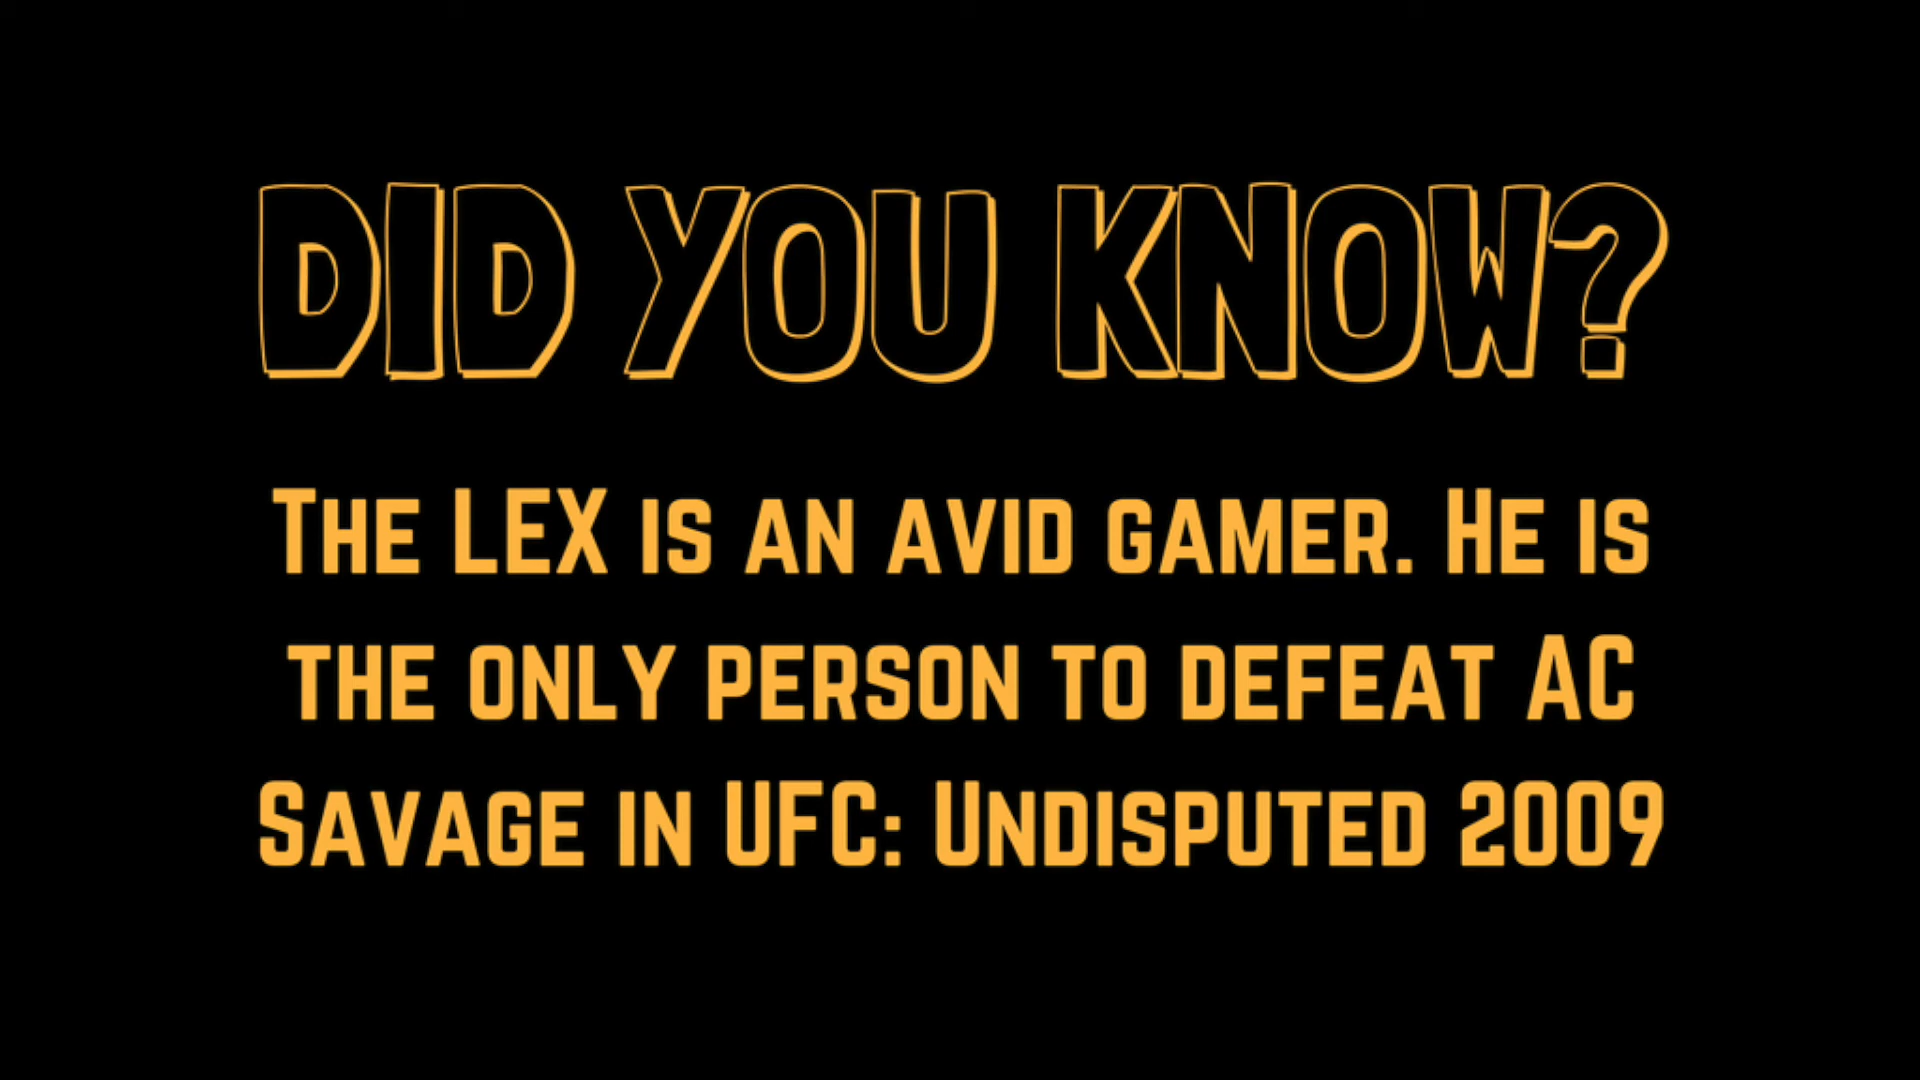 DID YOU KNOW?
The LEX is an avid gamer. He is
the only person to defeat AC
Savage in UFC: Undisputed 2009